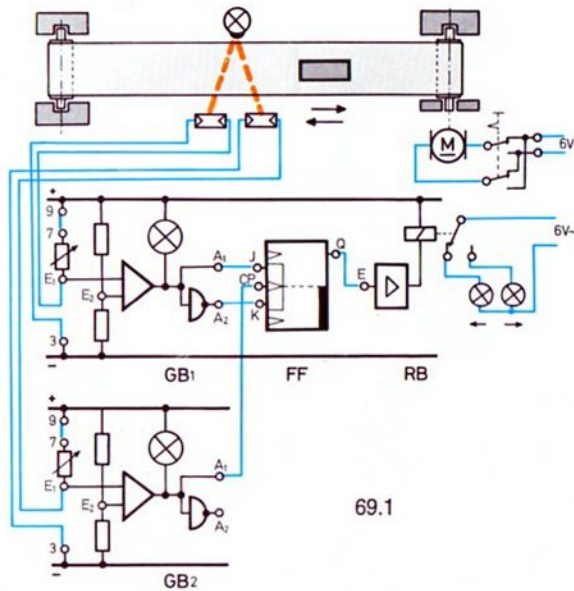 M
6V
+
9
7
E₁
E₂
3
−
A₁
A₂
J
CP
K
Q
E
6V~
GB₁ FF RB
+
9
7
E₁
E₂
3
−
A₁
A₂
69.1
GB₂